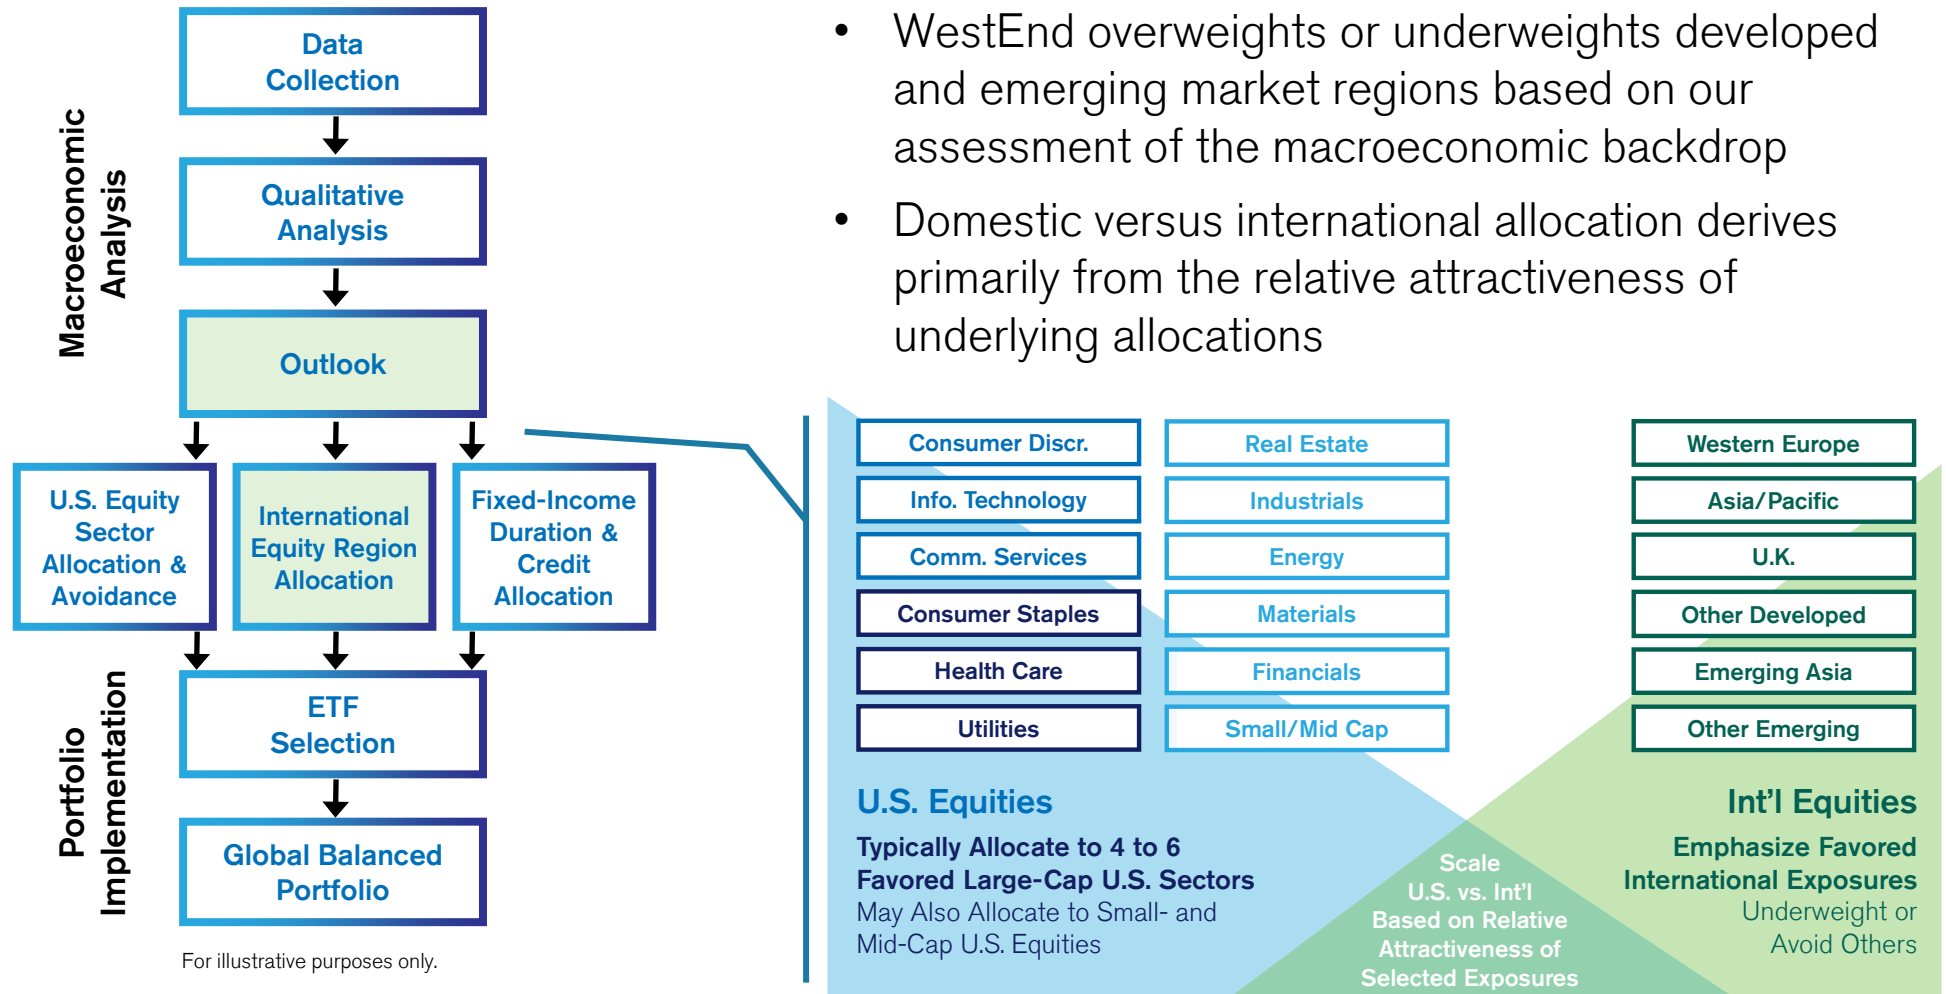 Macroeconomic
Analysis
Data
Collection
Qualitative
Analysis
Outlook
U.S. Equity
Sector
Allocation &
Avoidance
International
Equity Region
Allocation
Fixed-Income
Duration &
Credit
Allocation
Portfolio
Implementation
ETF
Selection
Global Balanced
Portfolio
For illustrative purposes only.
• WestEnd overweights or underweights developed
and emerging market regions based on our
assessment of the macroeconomic backdrop
• Domestic versus international allocation derives
primarily from the relative attractiveness of
underlying allocations
Consumer Discr.
Info. Technology
Comm. Services
Consumer Staples
Health Care
Utilities
Real Estate
Industrials
Energy
Materials
Financials
Small/Mid Cap
Western Europe
Asia/Pacific
U.K.
Other Developed
Emerging Asia
Other Emerging
U.S. Equities
Typically Allocate to 4 to 6
Favored Large-Cap U.S. Sectors
May Also Allocate to Small- and
Mid-Cap U.S. Equities
Scale
U.S. vs. Int'l
Based on Relative
Attractiveness of
Selected Exposures
Int'l Equities
Emphasize Favored
International Exposures
Underweight or
Avoid Others